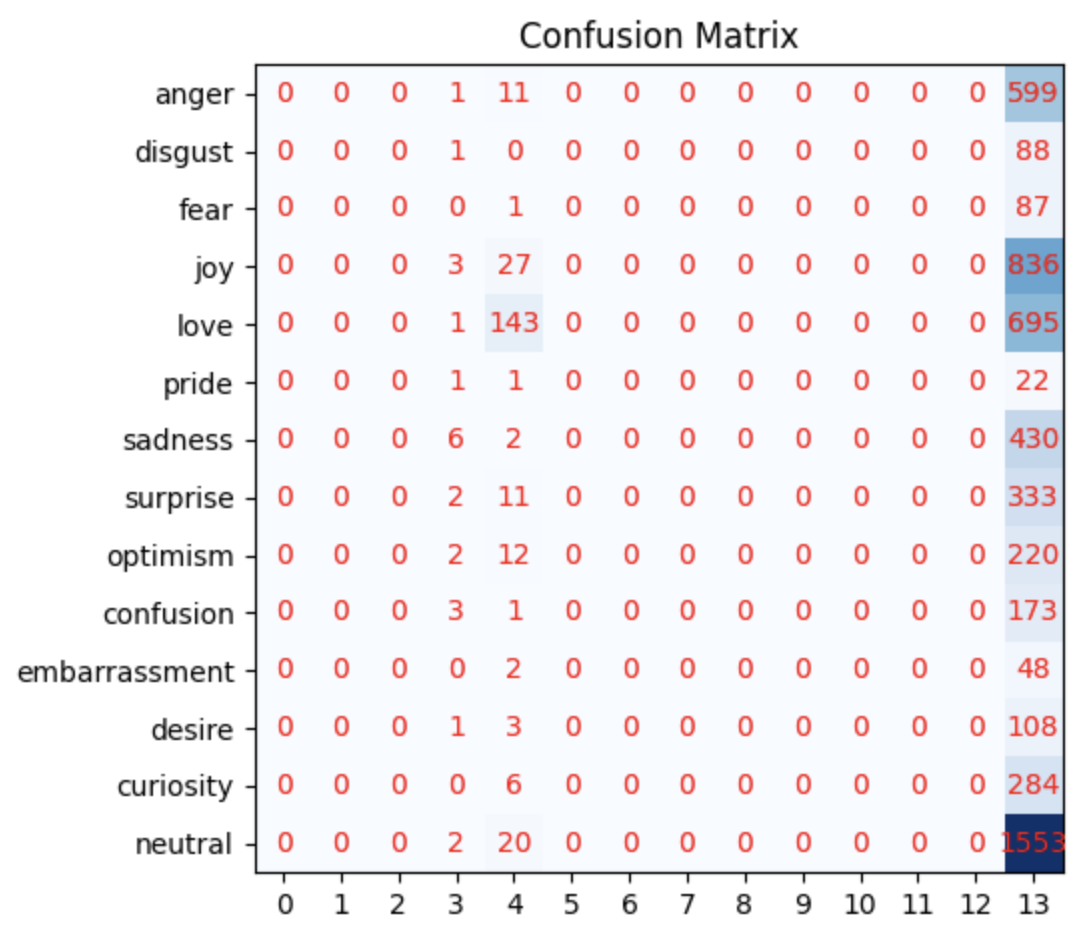 Confusion Matrix
anger 0 0 0 1 11 0 0 0 0 0 0 0 0 599
disgust 0 0 0 1 0 0 0 0 0 0 0 0 0 88
fear 0 0 0 0 1 0 0 0 0 0 0 0 0 87
joy 0 0 0 3 27 0 0 0 0 0 0 0 0 836
love 0 0 0 1 143 0 0 0 0 0 0 0 0 695
pride 0 0 0 1 1 0 0 0 0 0 0 0 0 22
sadness 0 0 0 6 2 0 0 0 0 0 0 0 0 430
surprise 0 0 0 2 11 0 0 0 0 0 0 0 0 333
optimism 0 0 0 2 12 0 0 0 0 0 0 0 0 220
confusion 0 0 0 3 1 0 0 0 0 0 0 0 0 173
embarrassment 0 0 0 0 2 0 0 0 0 0 0 0 0 48
desire 0 0 0 1 3 0 0 0 0 0 0 0 0 108
curiosity 0 0 0 0 6 0 0 0 0 0 0 0 0 284
neutral 0 0 0 2 20 0 0 0 0 0 0 0 0 1553
0 1 2 3 4 5 6 7 8 9 10 11 12 13